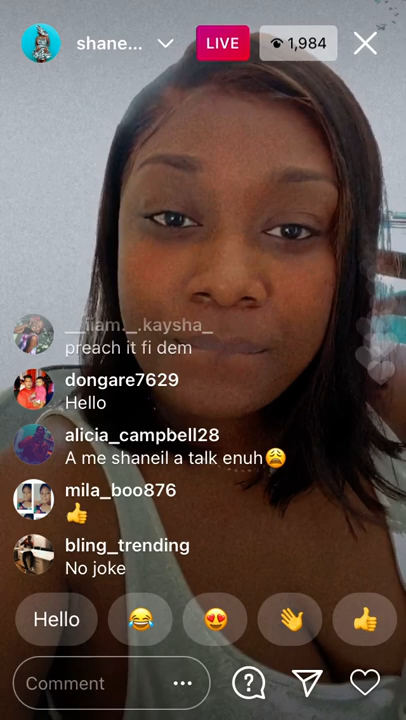 shane...
LIVE
1,984
preach it fi dem
dongare7629
Hello
alicia_campbell28
A me shaneil a talk enuh😩
mila_boo876
👍
bling_trending
No joke
Hello
Comment